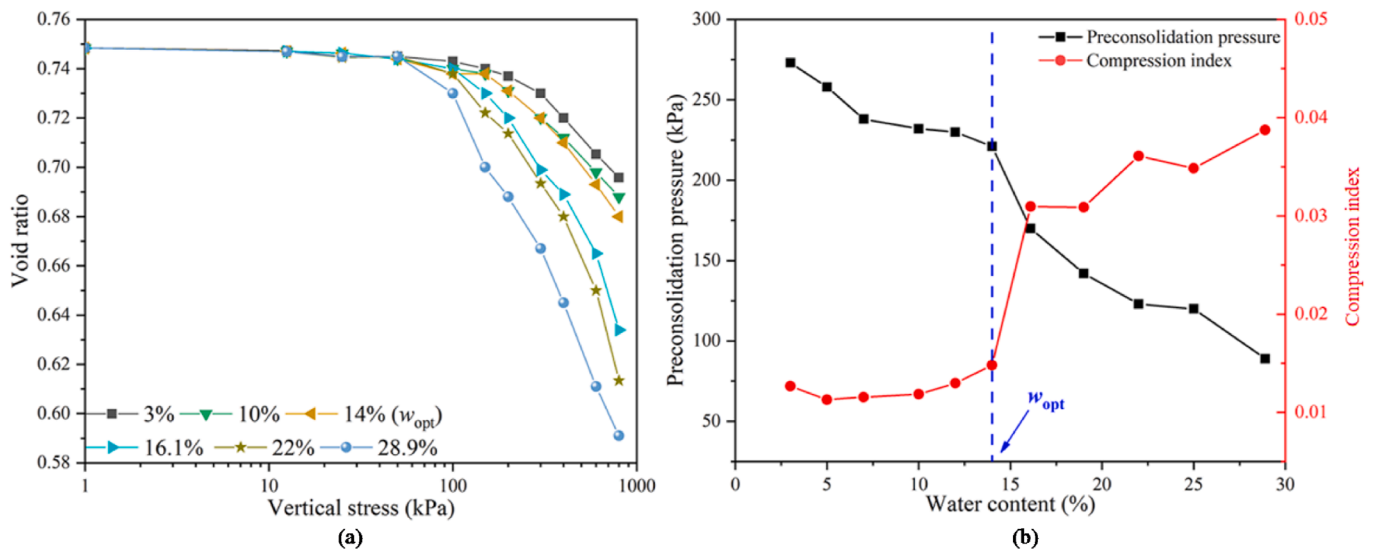 0.76
0.74
0.72
0.70
0.68
0.66
0.64
0.62
0.60
0.58
Void ratio
3% 10% 14% (wopt)
16.1% 22% 28.9%
1 10 100 1000
Vertical stress (kPa)
(a)
300
250
200
150
100
50
Preconsolidation pressure (kPa)
Preconsolidation pressure
Compression index
wopt
0 5 10 15 20 25 30
Water content (%)
0.05
0.04
0.03
0.02
0.01
Compression index
(b)